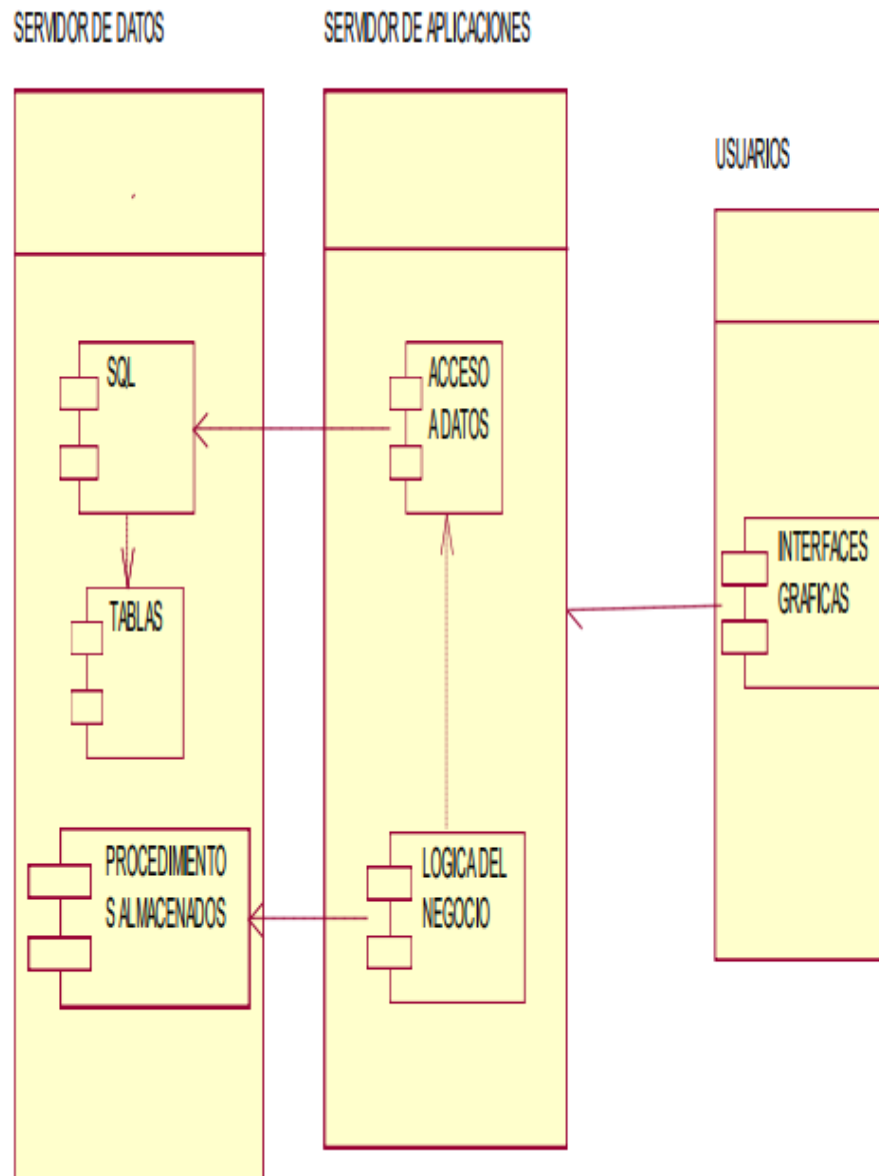 SERVIDOR DE DATOS
SERVIDOR DE APLICACIONES
USUARIOS
SQL
ACCESO
A DATOS
INTERFACES
GRAFICAS
TABLAS
PROCEDIMIENTO
S ALMACENADOS
LOGICA DEL
NEGOCIO